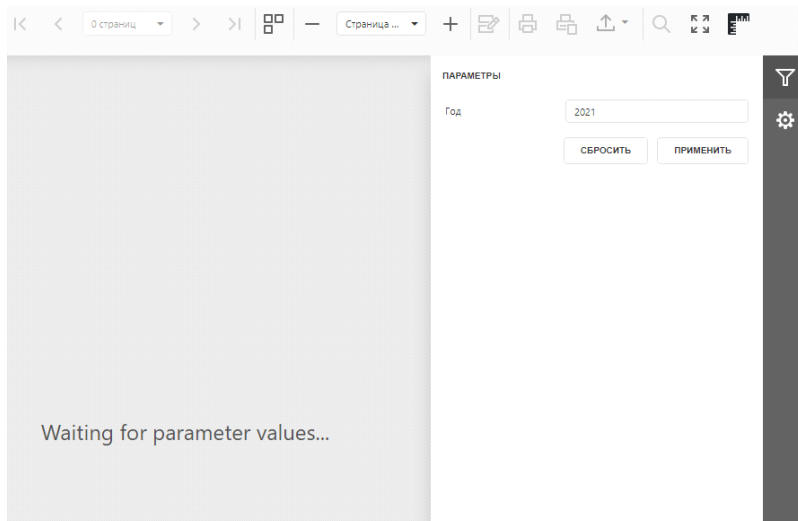 0 страниц
Страница ...
ПАРАМЕТРЫ
Год
2021
СБРОСИТЬ
ПРИМЕНИТЬ
Waiting for parameter values...